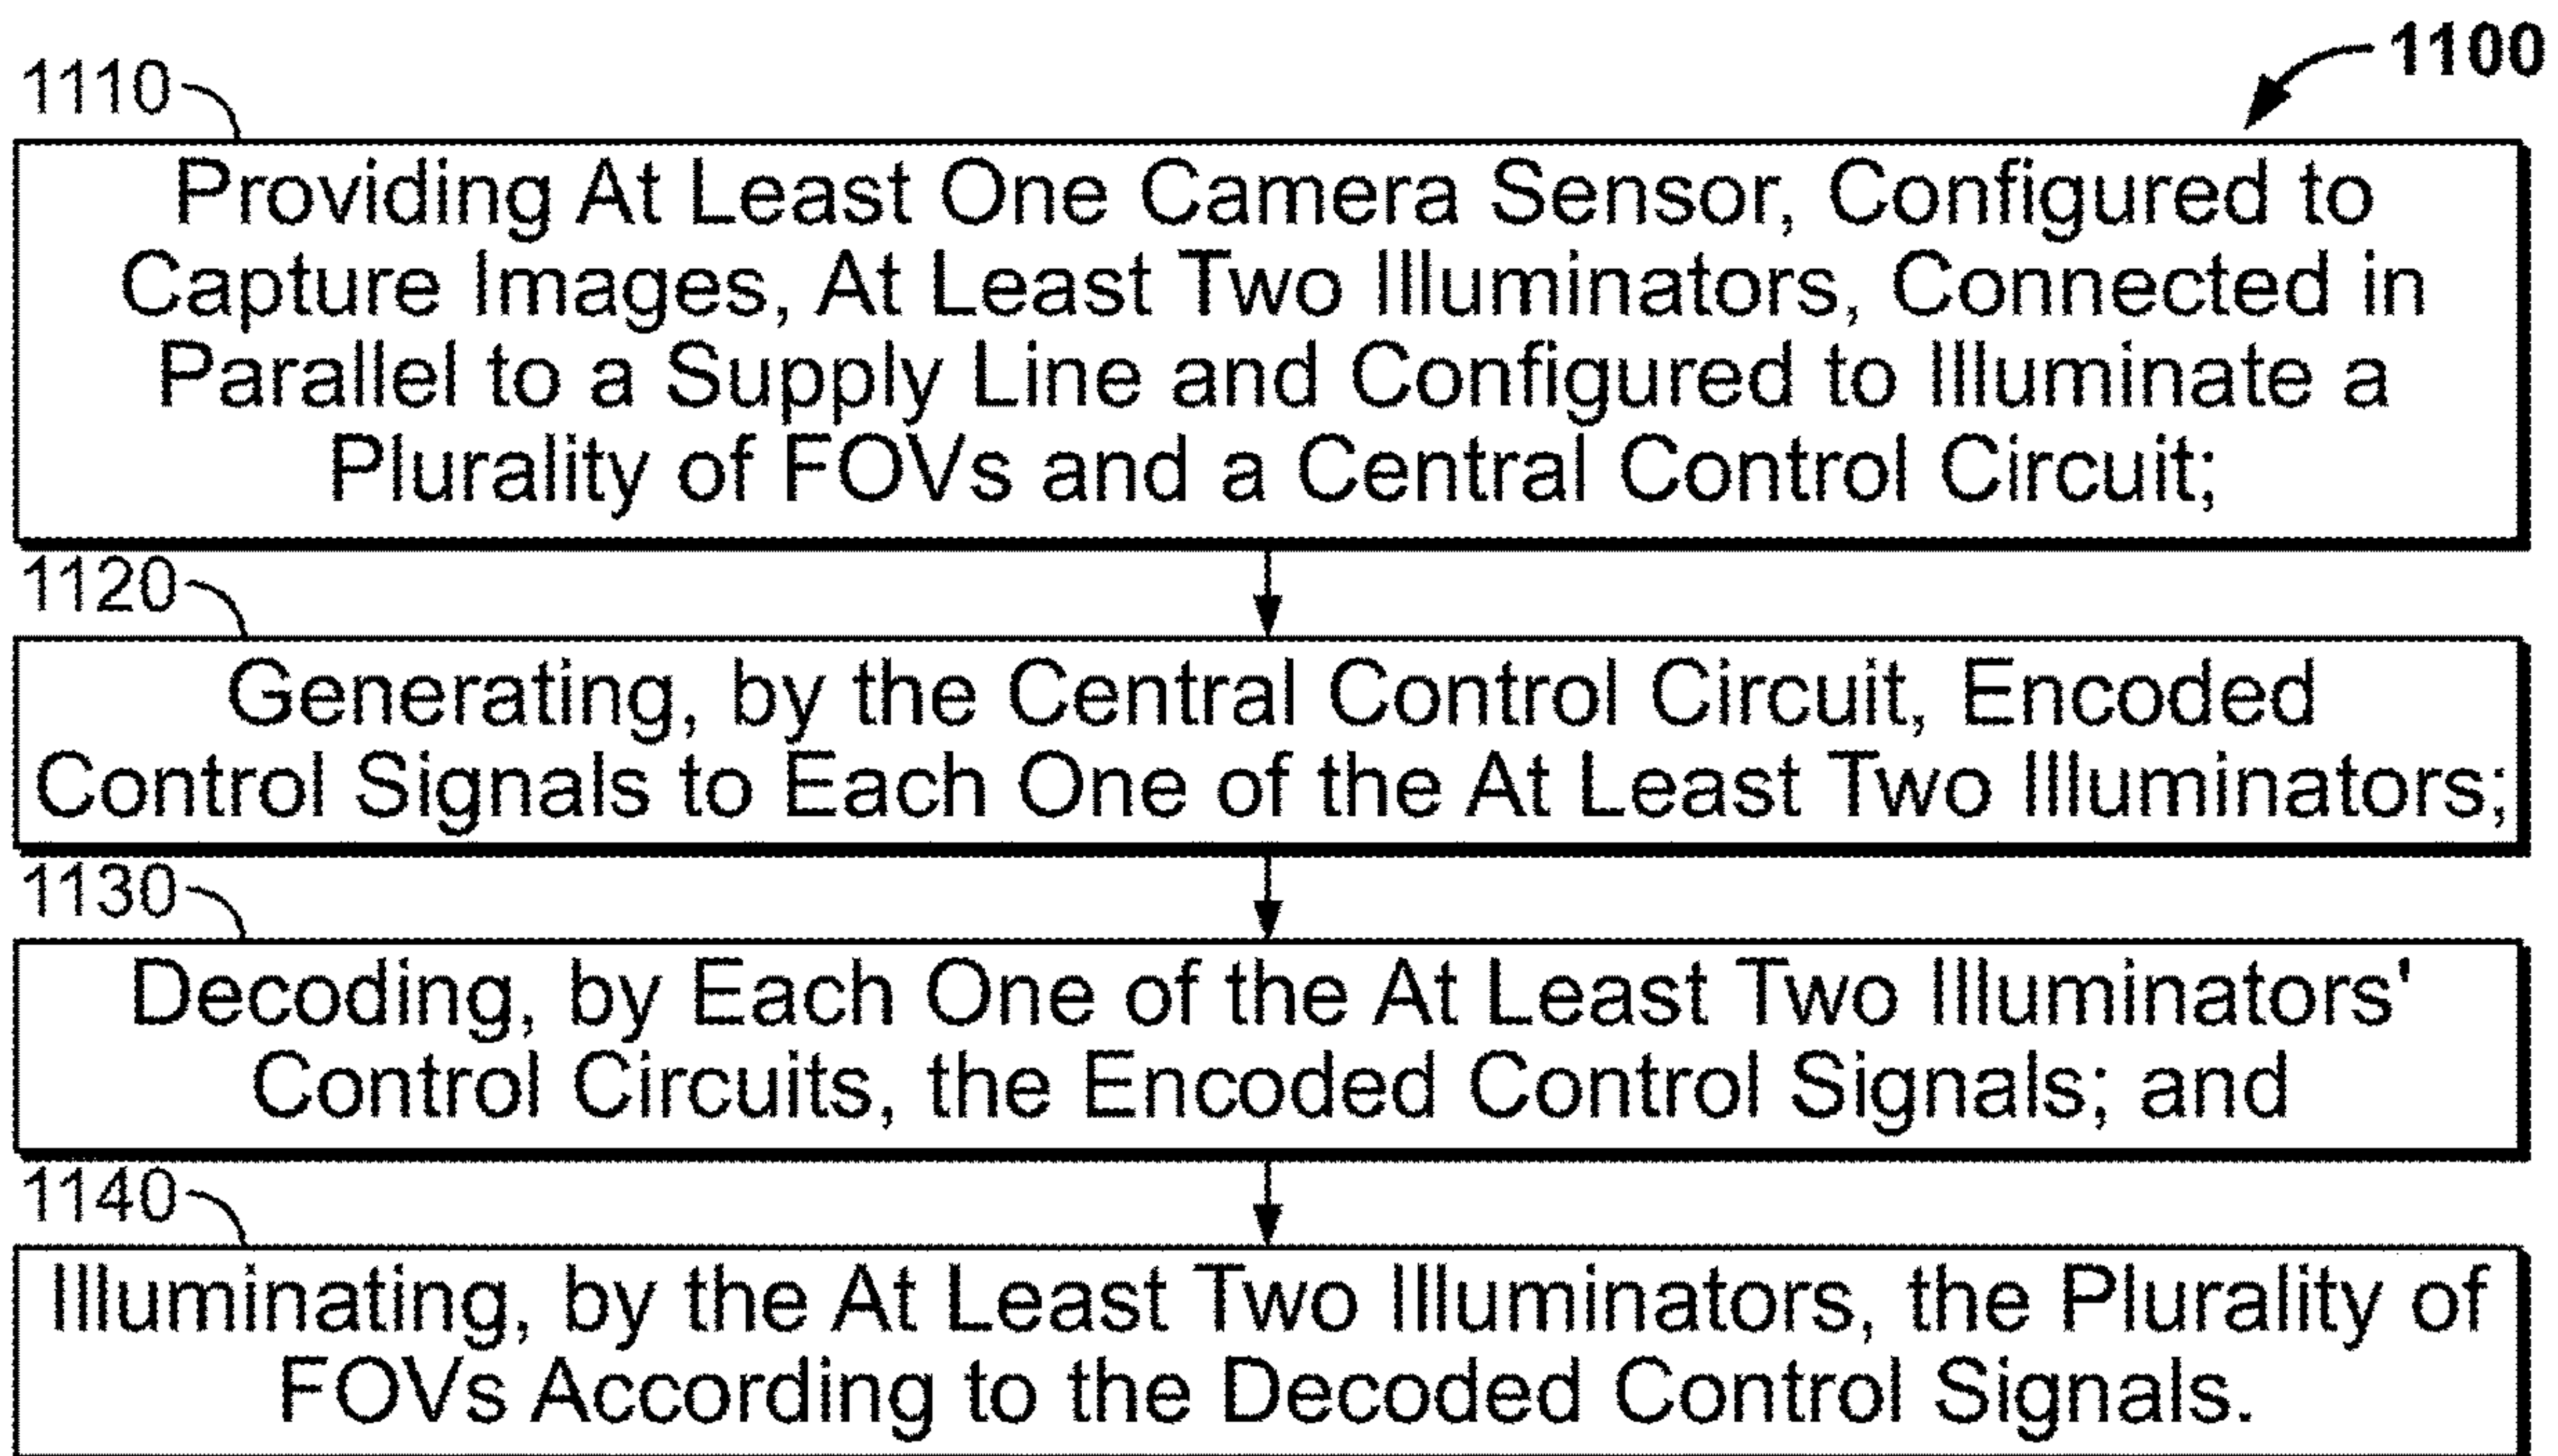 1100
1110
Providing At Least One Camera Sensor, Configured to
Capture Images, At Least Two Illuminators, Connected in
Parallel to a Supply Line and Configured to Illuminate a
Plurality of FOVs and a Central Control Circuit;
1120
Generating, by the Central Control Circuit, Encoded
Control Signals to Each One of the At Least Two Illuminators;
1130
Decoding, by Each One of the At Least Two Illuminators'
Control Circuits, the Encoded Control Signals; and
1140
Illuminating, by the At Least Two Illuminators, the Plurality of
FOVs According to the Decoded Control Signals.